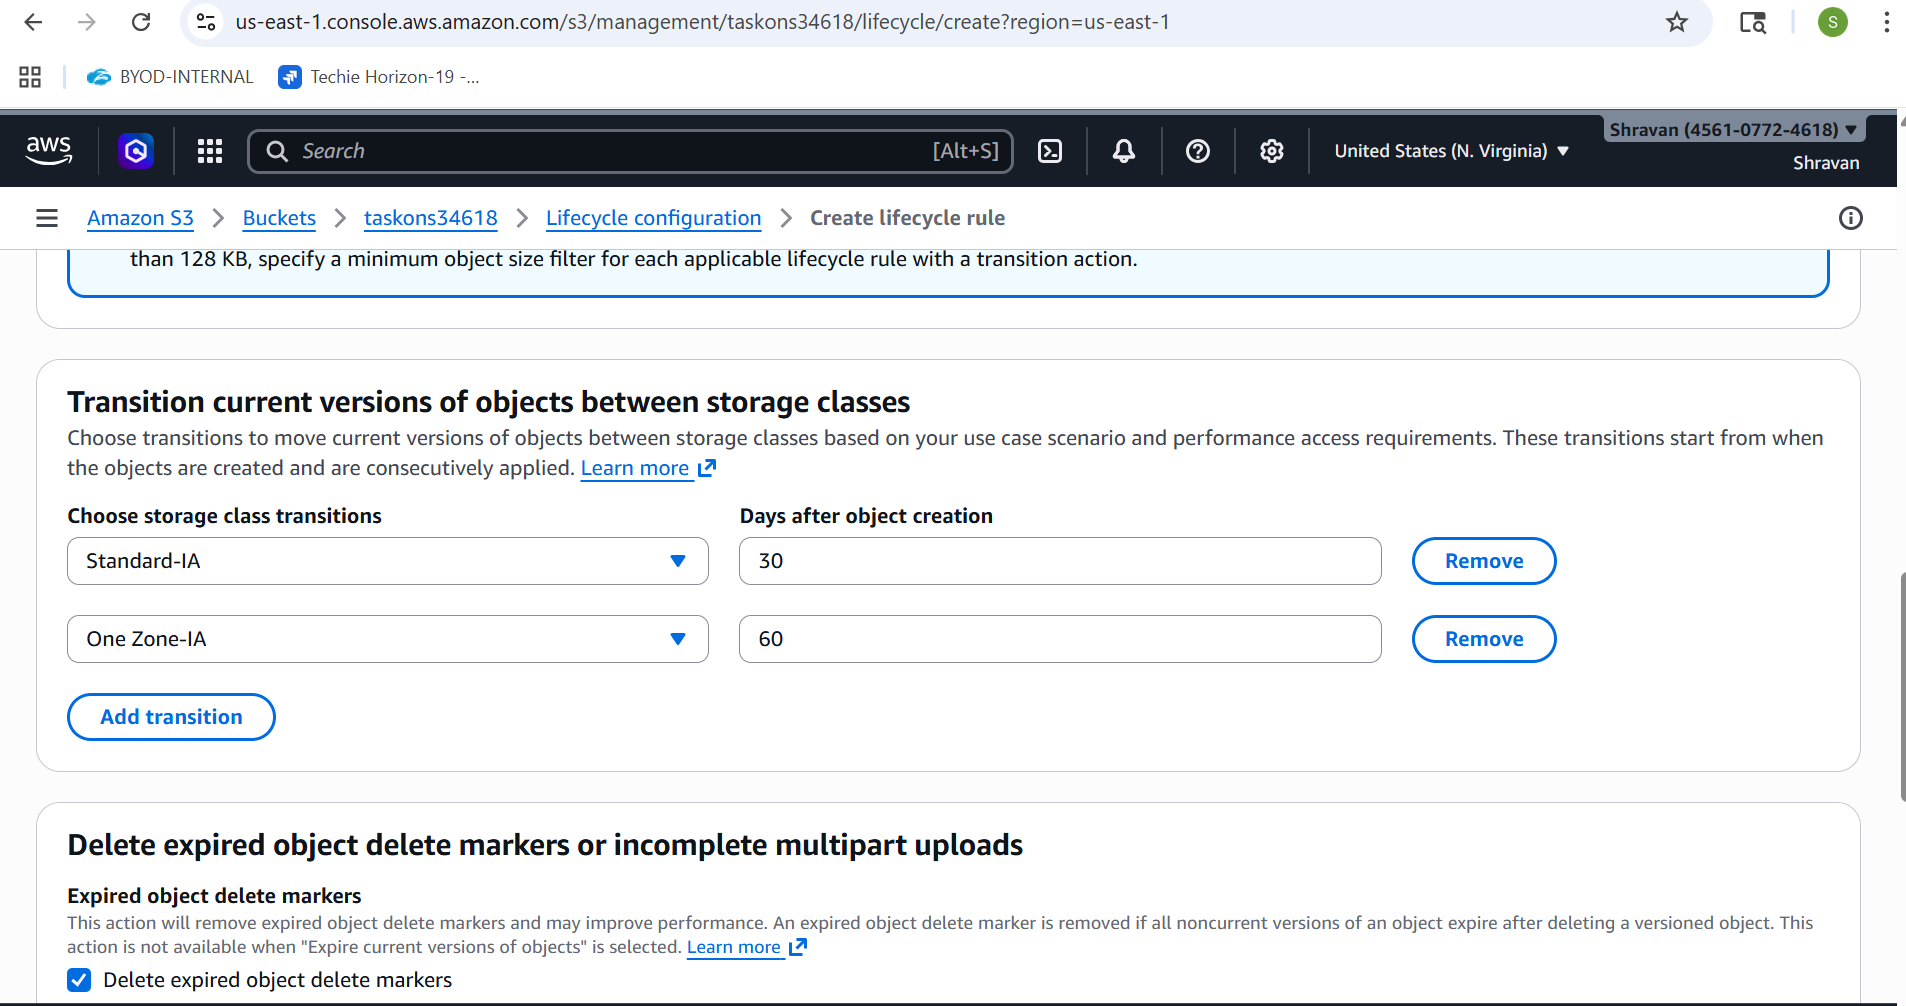 us-east-1.console.aws.amazon.com/s3/management/taskons34618/lifecycle/create?region=us-east-1
S
BYOD-INTERNAL
Techie Horizon-19 -...
aws
Search
[Alt+S]
United States (N. Virginia)
Shravan (4561-0772-4618)
Shravan
Amazon S3
Buckets
taskons34618
Lifecycle configuration
Create lifecycle rule
than 128 KB, specify a minimum object size filter for each applicable lifecycle rule with a transition action.
Transition current versions of objects between storage classes
Choose transitions to move current versions of objects between storage classes based on your use case scenario and performance access requirements. These transitions start from when
the objects are created and are consecutively applied. Learn more
Choose storage class transitions
Days after object creation
Standard-IA
30
Remove
One Zone-IA
60
Remove
Add transition
Delete expired object delete markers or incomplete multipart uploads
Expired object delete markers
This action will remove expired object delete markers and may improve performance. An expired object delete marker is removed if all noncurrent versions of an object expire after deleting a versioned object. This
action is not available when "Expire current versions of objects" is selected. Learn more
Delete expired object delete markers